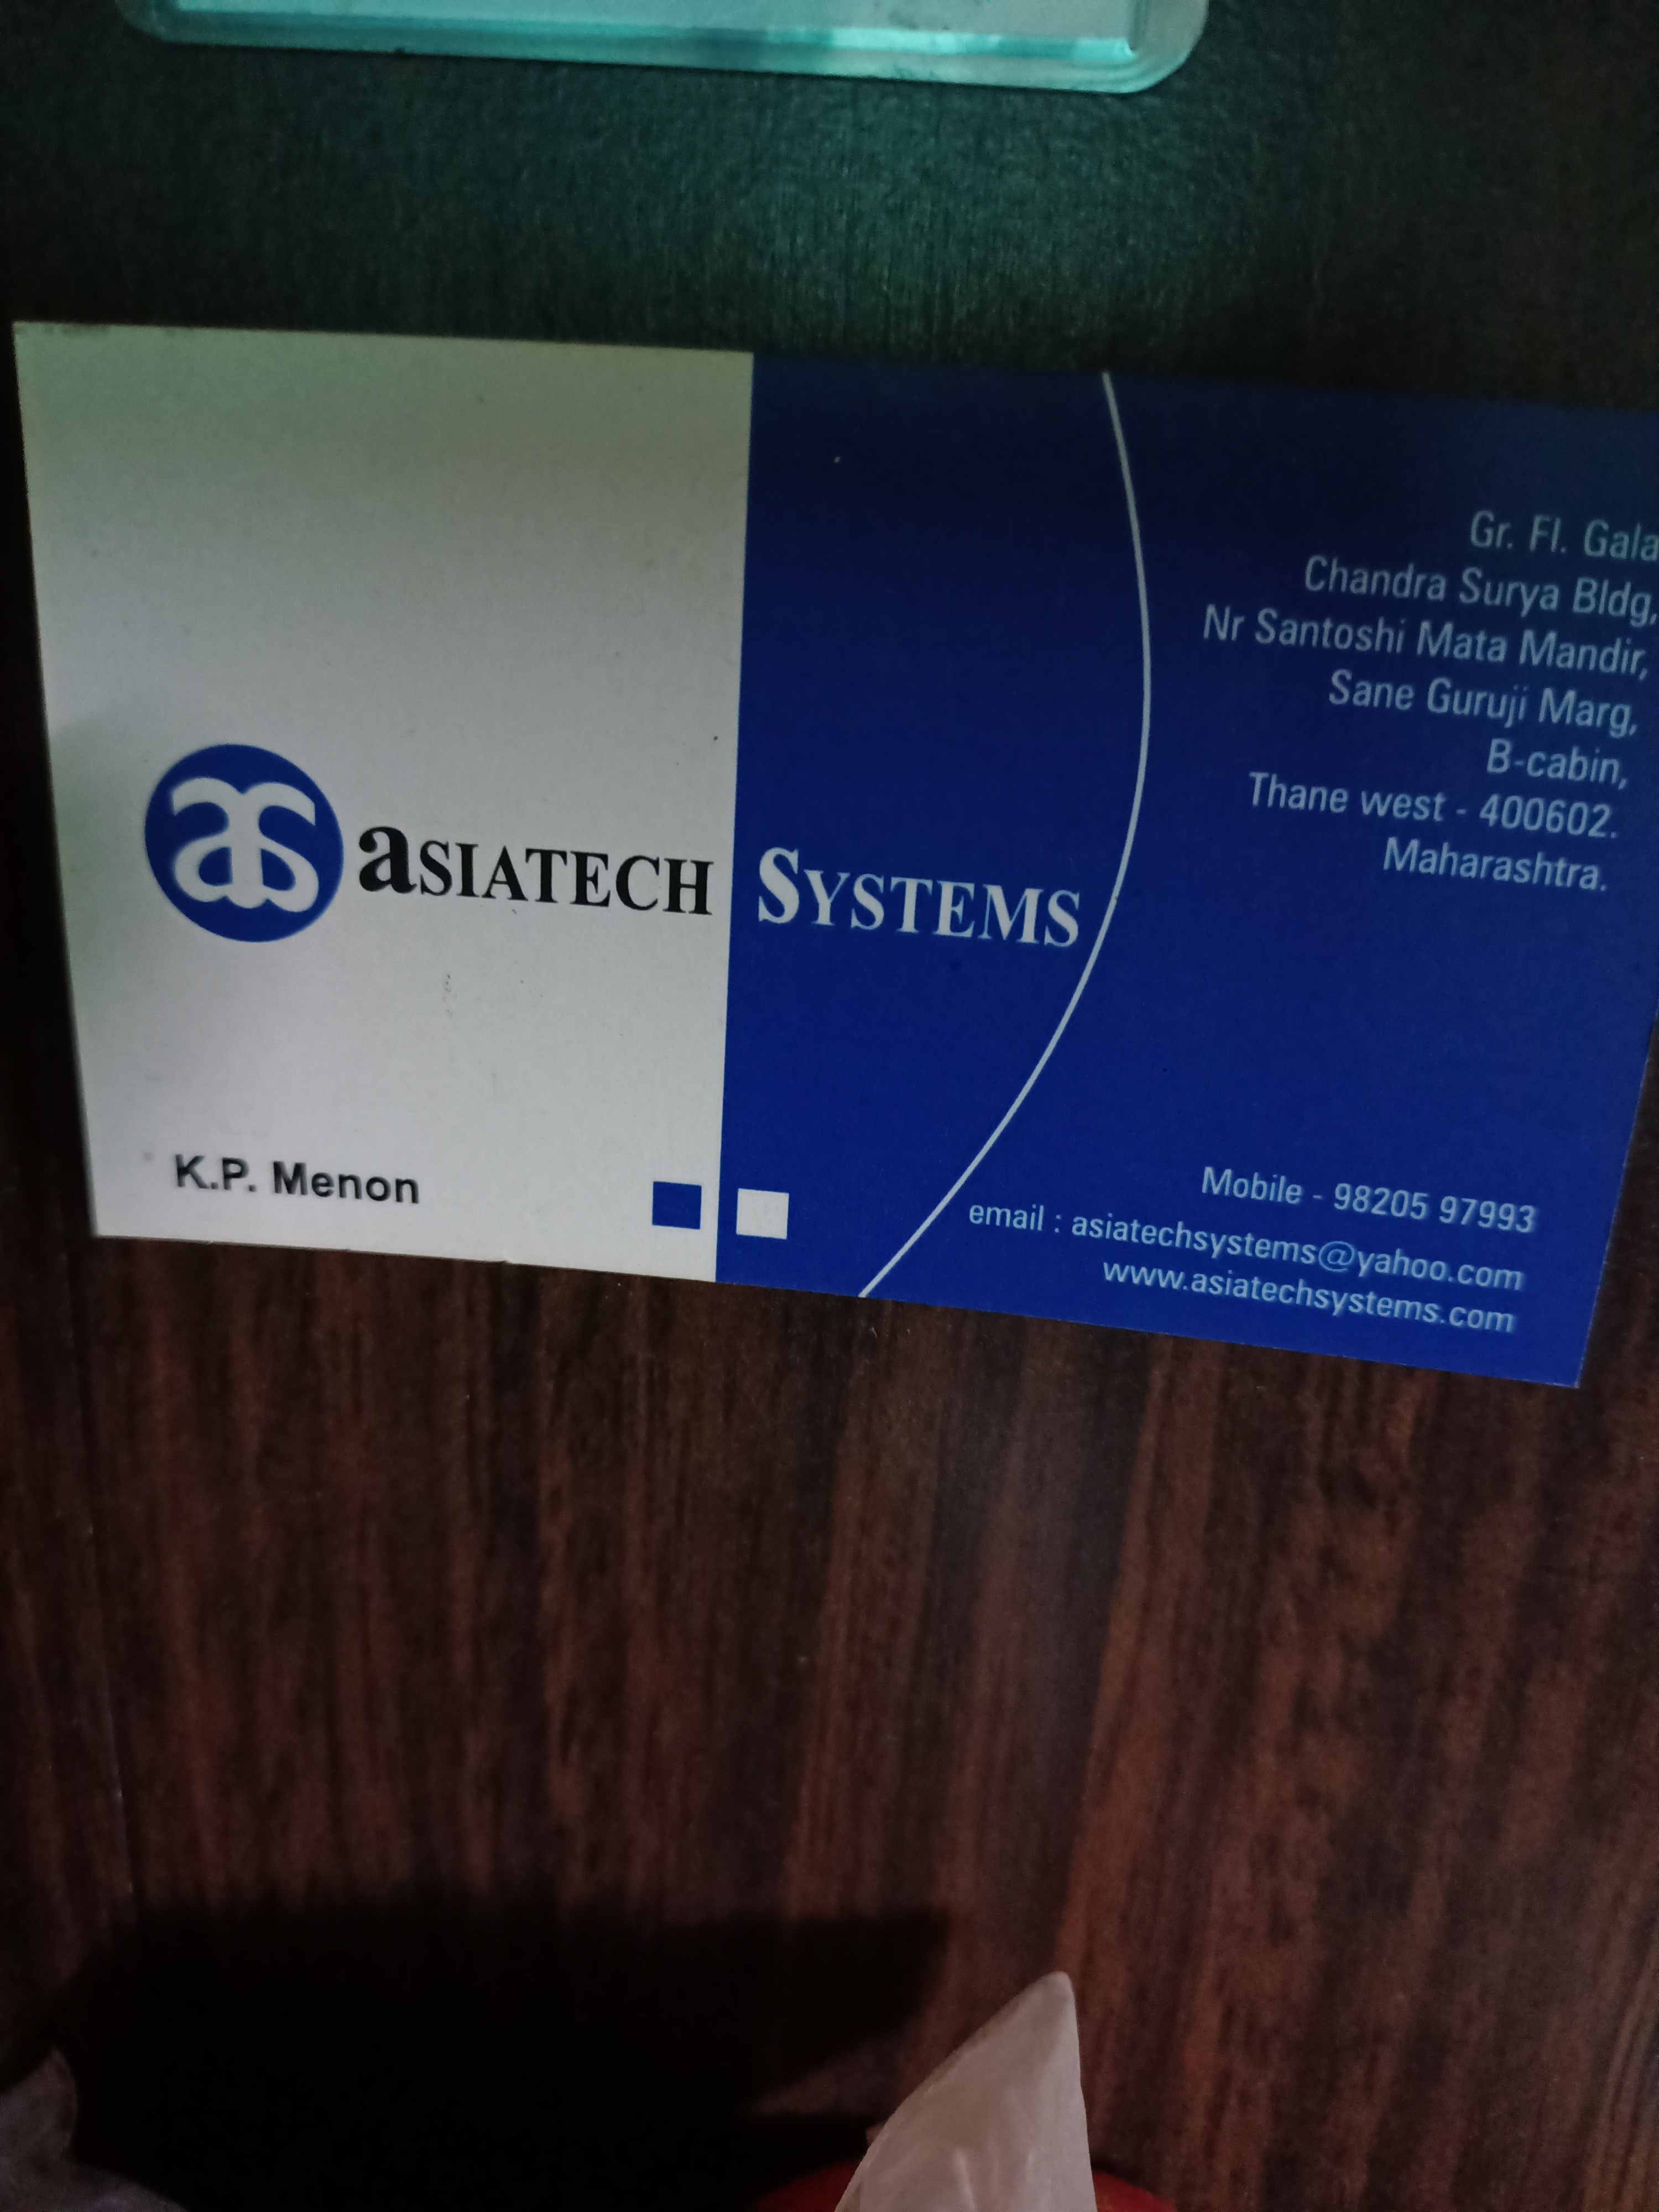 as
asiatech Systems
K.P. Menon
Gr. Fl. Gala
Chandra Surya Bldg,
Nr Santoshi Mata Mandir,
Sane Guruji Marg,
B-cabin,
Thane west - 400602.
Maharashtra.
Mobile - 98205 97993
email : asiatechsystems@yahoo.com
www.asiatechsystems.com